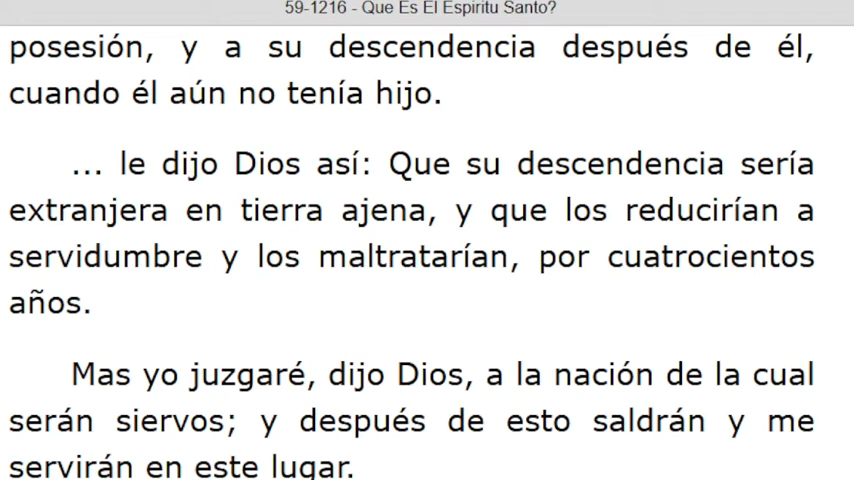 59-1216 - Que Es El Espiritu Santo?
posesión, y a su descendencia después de él,
cuando él aún no tenía hijo.
... le dijo Dios así: Que su descendencia sería
extranjera en tierra ajena, y que los reducirían a
servidumbre y los maltratarían, por cuatrocientos
años.
Mas yo juzgaré, dijo Dios, a la nación de la cual
serán siervos; y después de esto saldrán y me
servirán en este lugar.